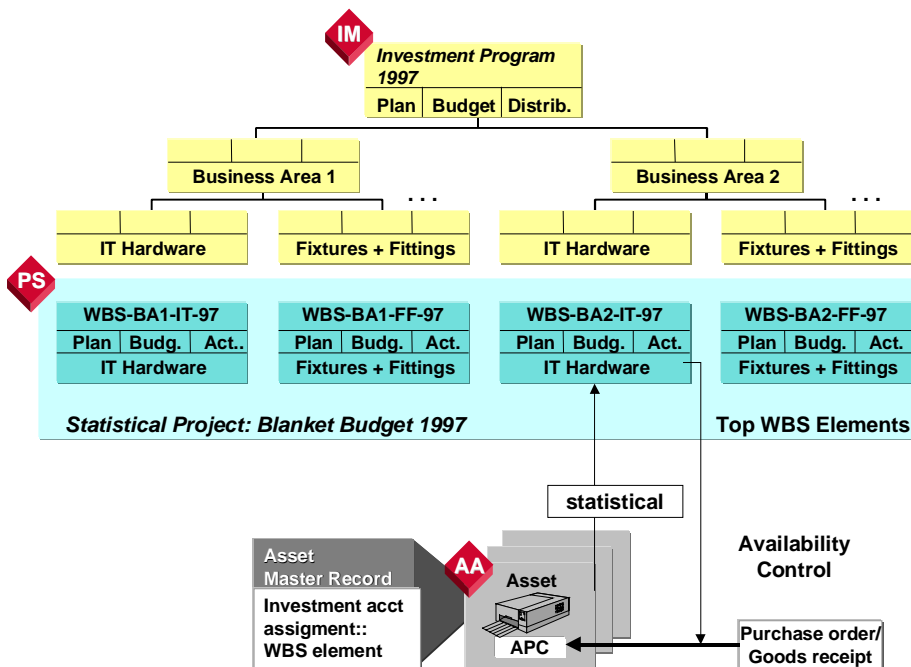 IM
Investment Program
1997
Plan Budget Distrib.
Business Area 1
Business Area 2
. . .
. . .
IT Hardware
Fixtures + Fittings
IT Hardware
Fixtures + Fittings
PS
WBS-BA1-IT-97
WBS-BA1-FF-97
WBS-BA2-IT-97
WBS-BA2-FF-97
Plan Budg. Act..
Plan Budg. Act.
Plan Budg. Act.
Plan Budg. Act.
IT Hardware
Fixtures + Fittings
IT Hardware
Fixtures + Fittings
Statistical Project: Blanket Budget 1997
Top WBS Elements
statistical
Availability
Control
Asset
Master Record
AA
Asset
Investment acct
assigment::
WBS element
APC
Purchase order/
Goods receipt